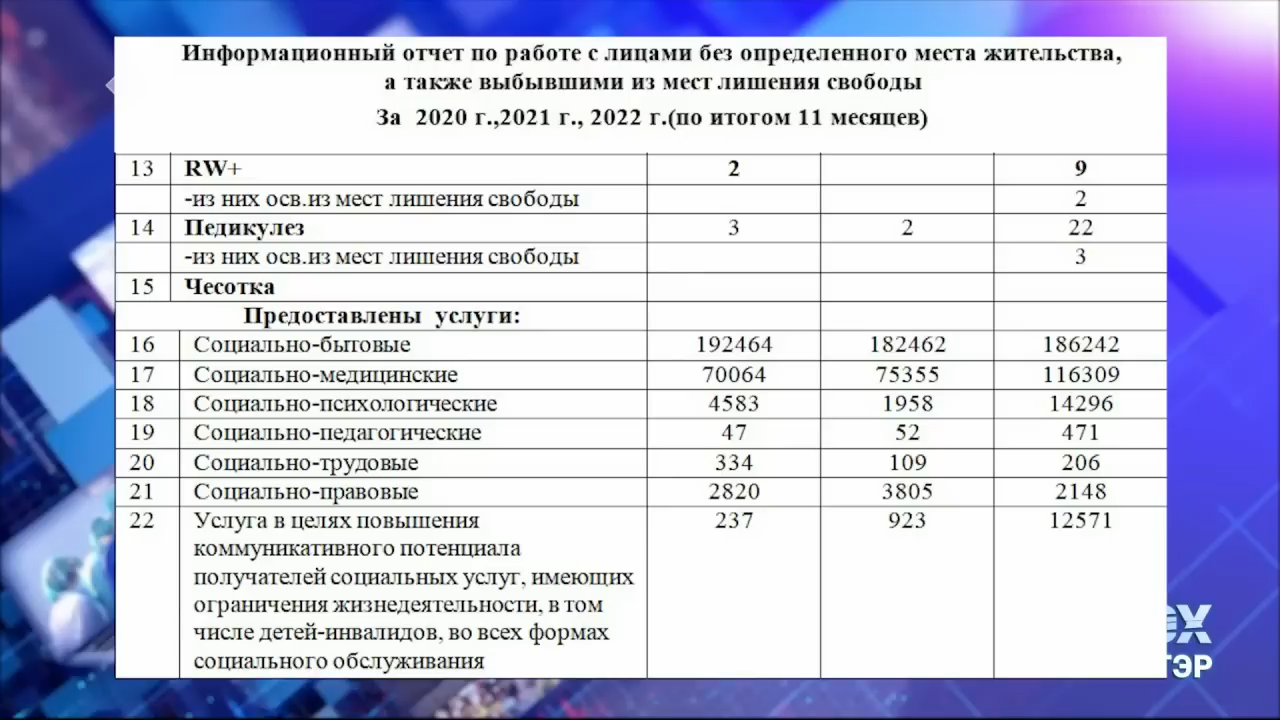 Информационный отчет по работе с лицами без определенного места жительства,
а также выбывшими из мест лишения свободы
За 2020 г.,2021 г., 2022 г.(по итогом 11 месяцев)
13 RW+ 2 9
-из них осв.из мест лишения свободы 2
14 Педикулез 3 2 22
-из них осв.из мест лишения свободы 3
15 Чесотка
Предоставлены услуги:
16 Социально-бытовые 192464 182462 186242
17 Социально-медицинские 70064 75355 116309
18 Социально-психологические 4583 1958 14296
19 Социально-педагогические 47 52 471
20 Социально-трудовые 334 109 206
21 Социально-правовые 2820 3805 2148
22 Услуга в целях повышения 237 923 12571
коммуникативного потенциала
получателей социальных услуг, имеющих
ограничения жизнедеятельности, в том
числе детей-инвалидов, во всех формах
социального обслуживания